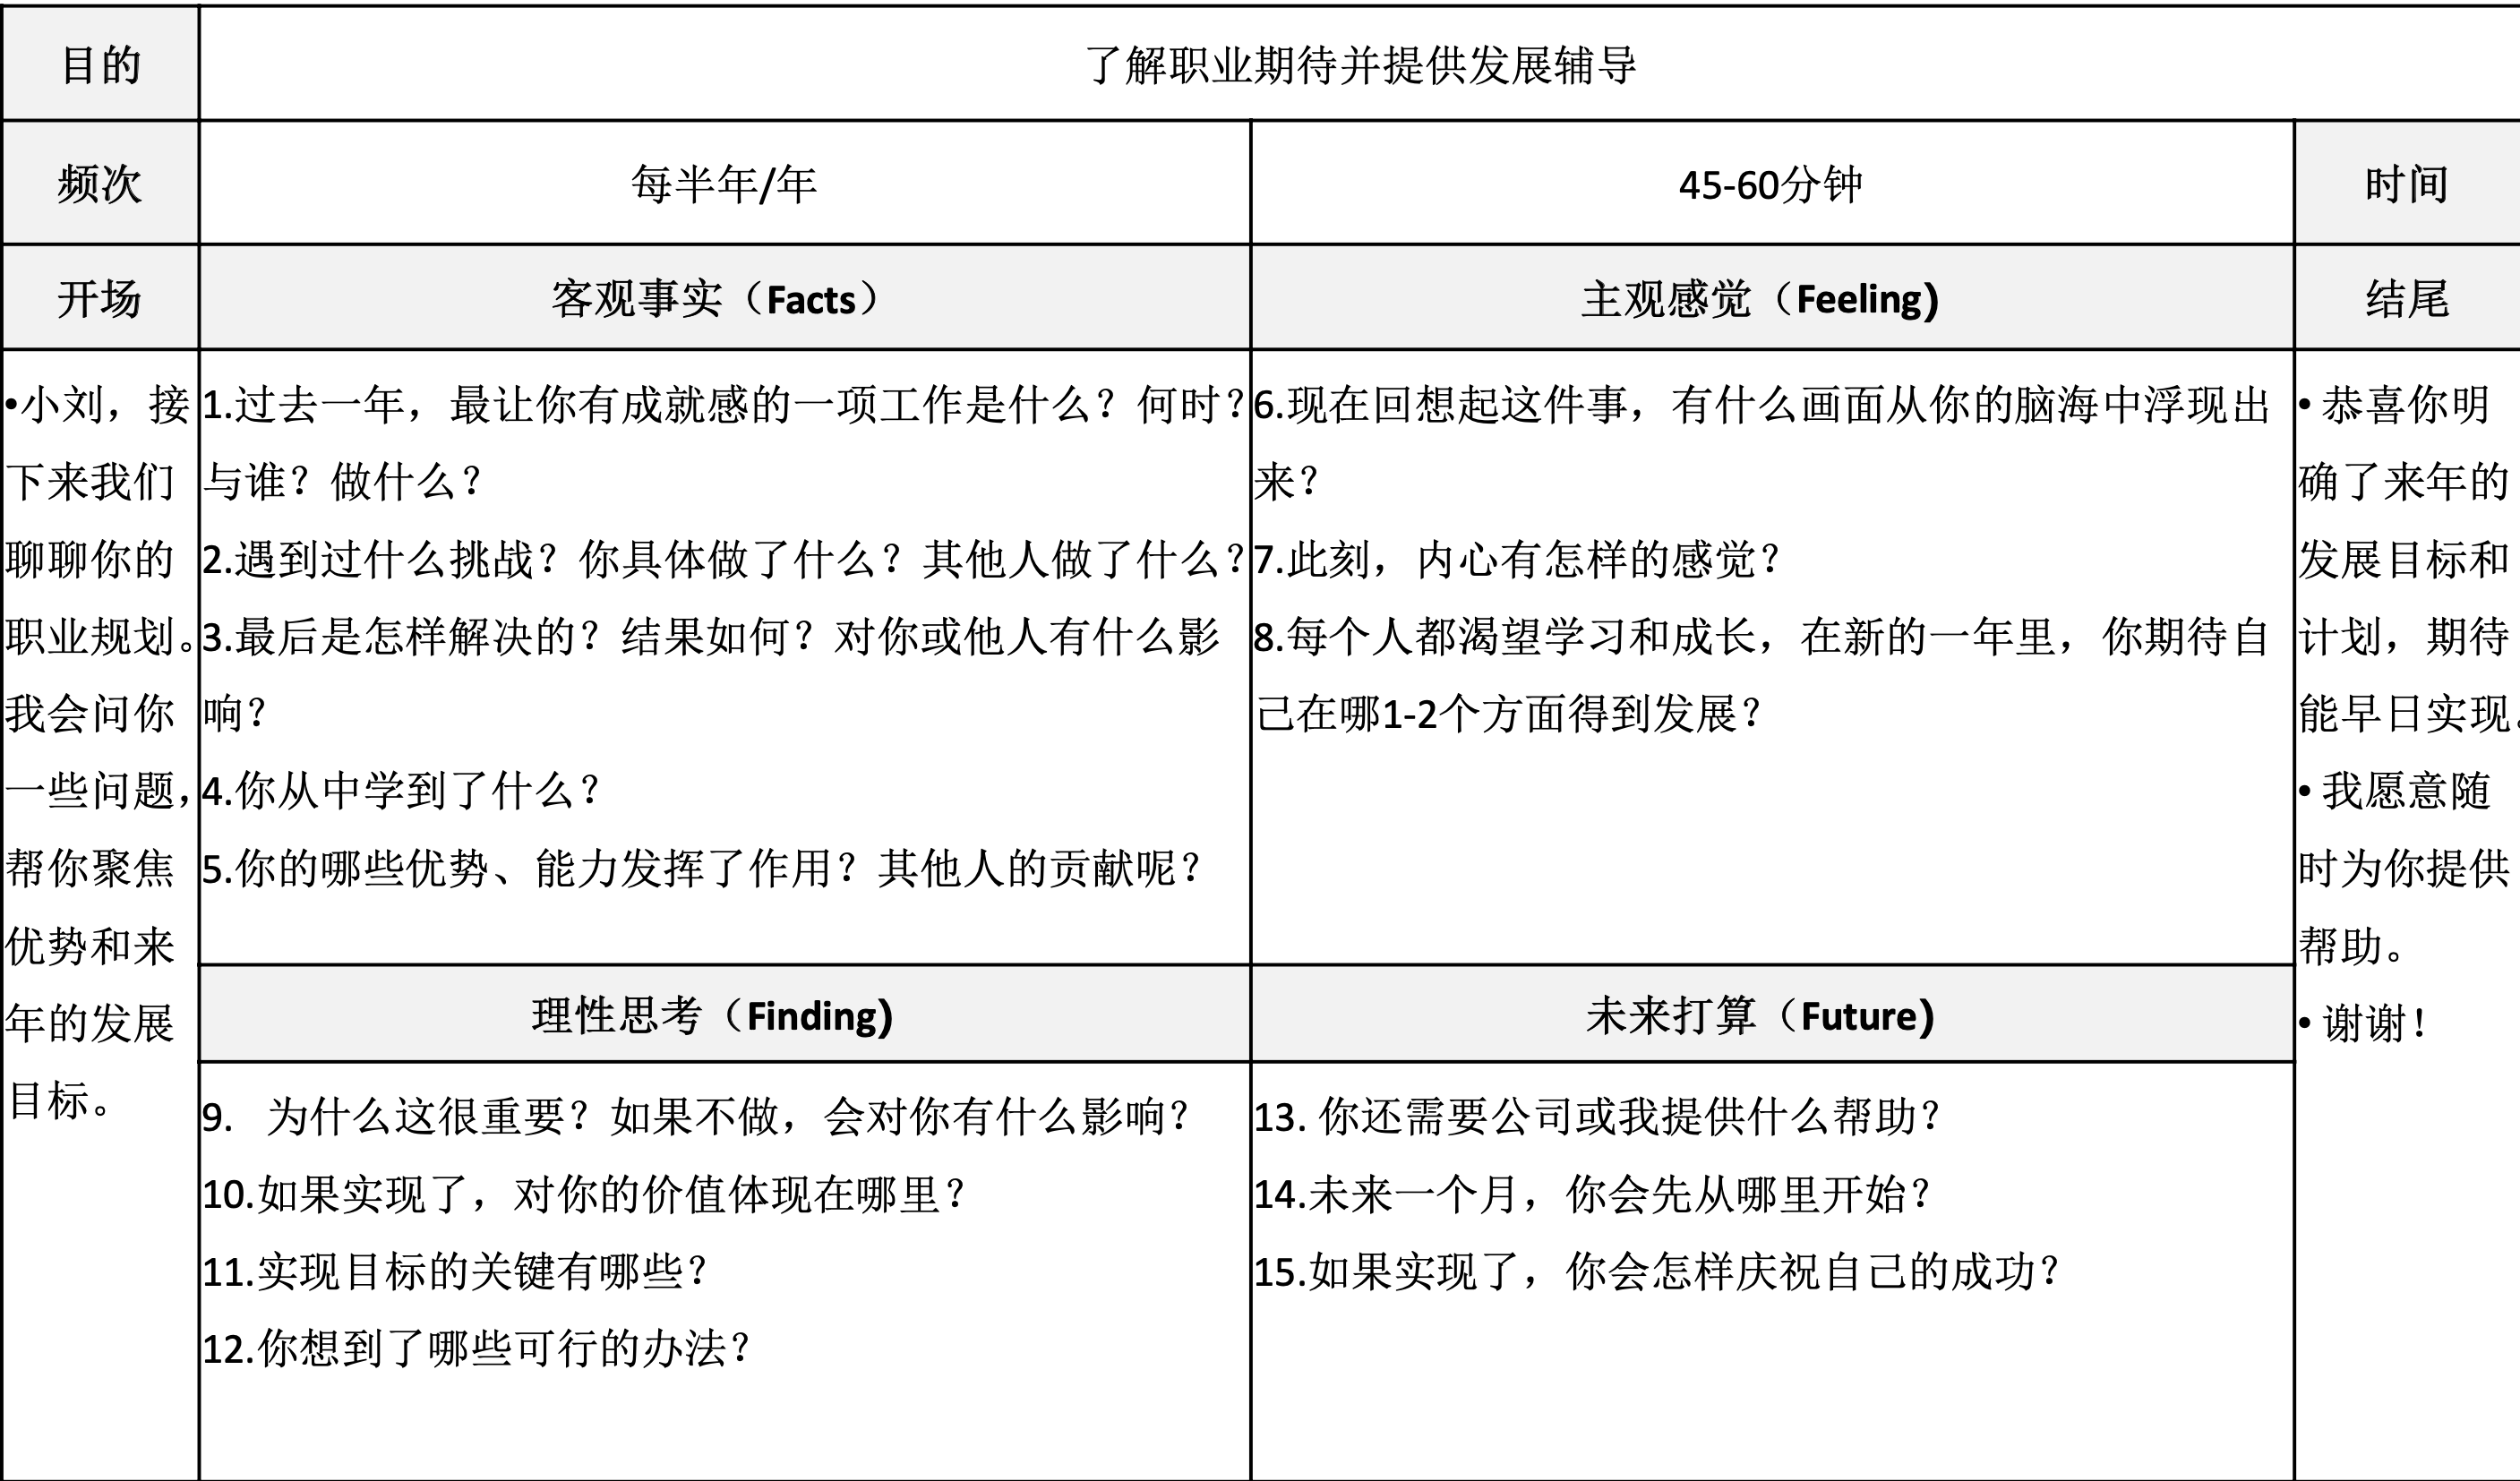 目的
了解职业期待并提供发展辅导
频次
每半年/年
45-60分钟
时间
开场
客观事实（Facts）
主观感觉（Feeling)
结尾
•小刘，接
下来我们
聊聊你的
职业规划。
我会问你
一些问题，
帮你聚焦
优势和来
年的发展
目标。
1.过去一年，最让你有成就感的一项工作是什么？何时？
与谁？做什么？
2.遇到过什么挑战？你具体做了什么？其他人做了什么？
3.最后是怎样解决的？结果如何？对你或他人有什么影
响？
4.你从中学到了什么？
5.你的哪些优势、能力发挥了作用？其他人的贡献呢？
6.现在回想起这件事，有什么画面从你的脑海中浮现出
来？
7.此刻，内心有怎样的感觉？
8.每个人都渴望学习和成长，在新的一年里，你期待自
己在哪1-2个方面得到发展？
• 恭喜你明
确了来年的
发展目标和
计划，期待
能早日实现。
• 我愿意随
时为你提供
帮助。
• 谢谢！
理性思考（Finding)
未来打算（Future)
9. 为什么这很重要？如果不做，会对你有什么影响？
10.如果实现了，对你的价值体现在哪里？
11.实现目标的关键有哪些？
12.你想到了哪些可行的办法？
13. 你还需要公司或我提供什么帮助？
14.未来一个月，你会先从哪里开始？
15.如果实现了，你会怎样庆祝自己的成功？